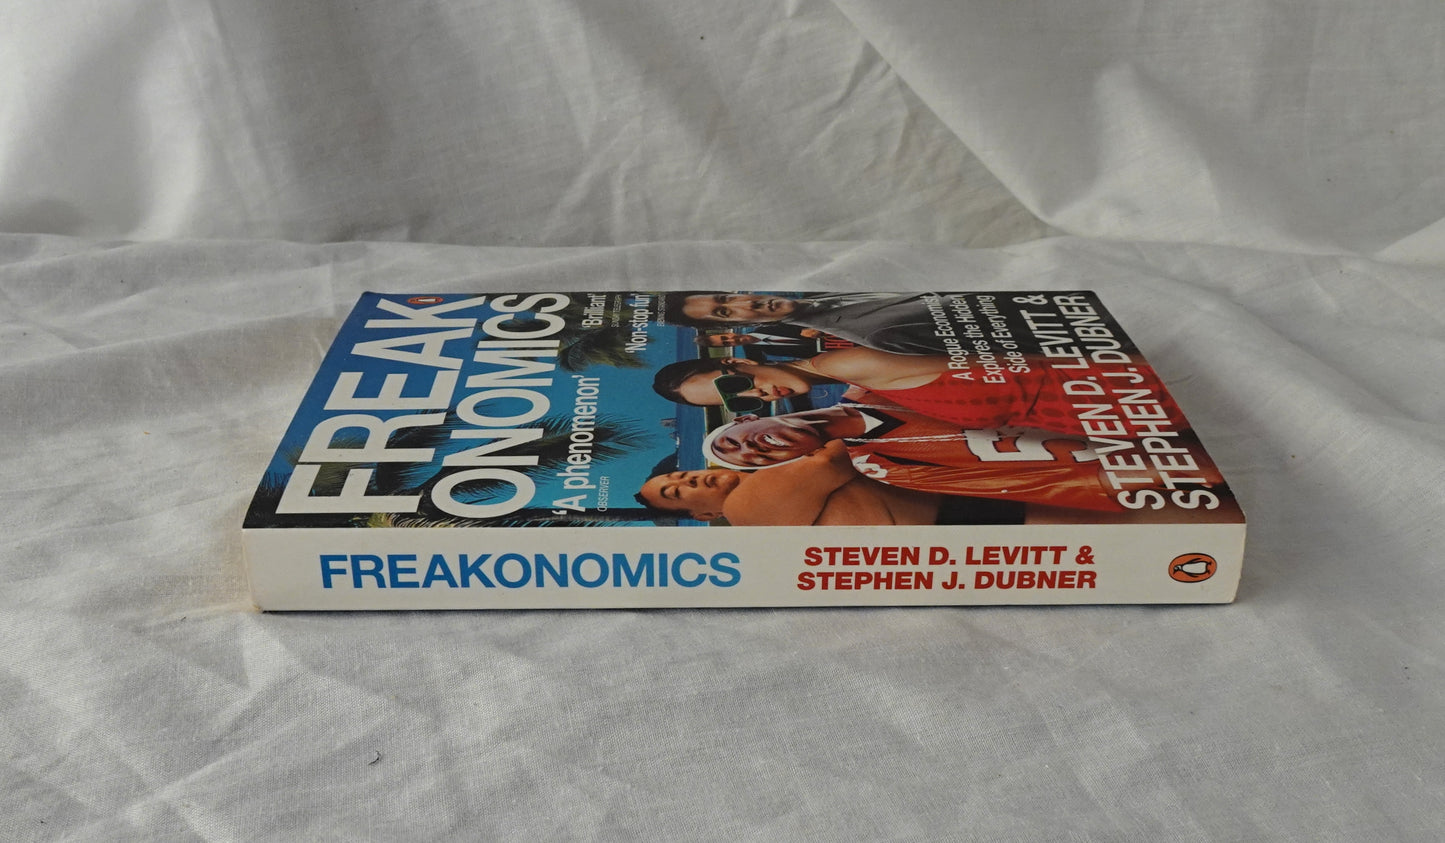 FREAK
ONOMICS
'Brilliant'
'Non-stop fun'
'A phenomenon'
OBSERVER
A Rogue Economist
Explores the Hidden
Side of Everything
STEVEN D. LEVITT &
STEPHEN J. DUBNER
FREAKONOMICS
STEVEN D. LEVITT &
STEPHEN J. DUBNER